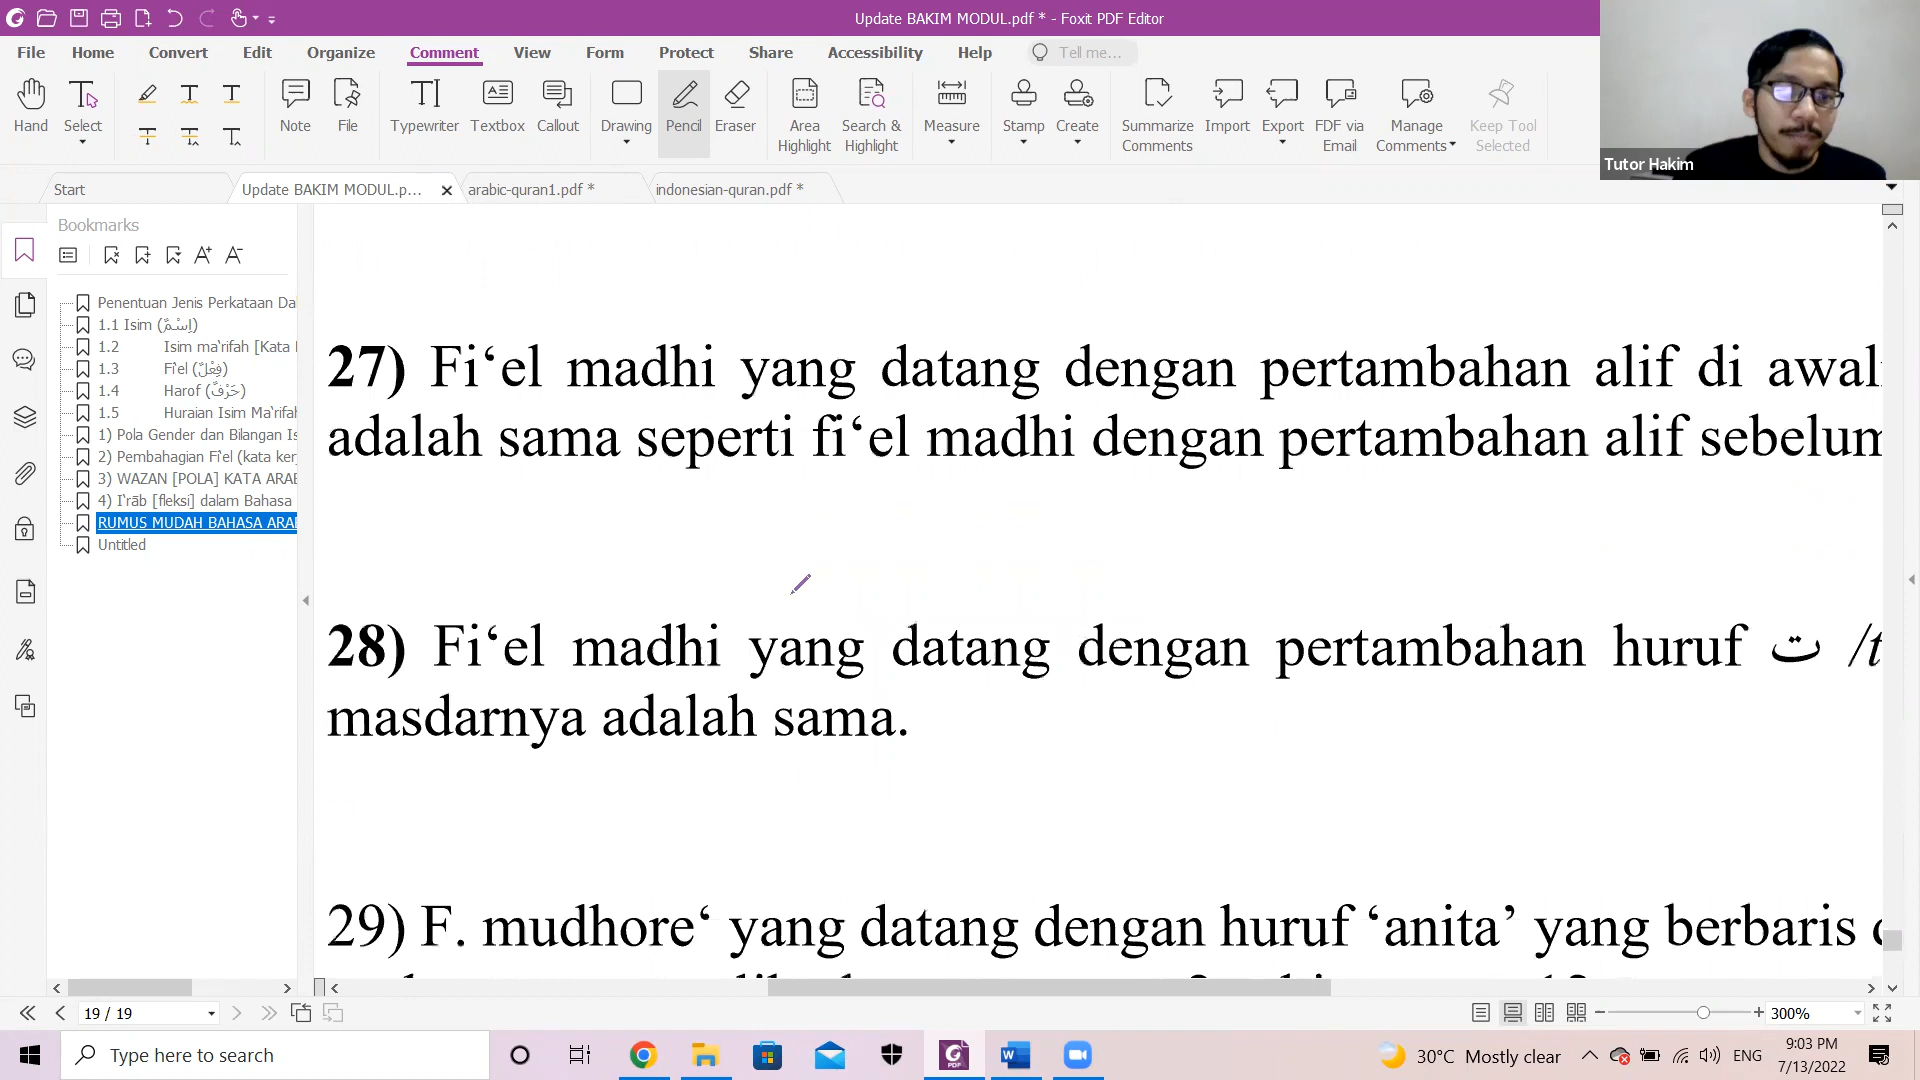 Update BAKIM MODUL.pdf * - Foxit PDF Editor
File Home Convert Edit Organize Comment View Form Protect Share Accessibility Help Tell me...
Hand Select Note File Typewriter Textbox Callout Drawing Pencil Eraser Area Highlight Search & Highlight Measure Stamp Create Summarize Comments Import Export FDF via Email Manage Comments Keep Tool Selected
Tutor Hakim
Start Update BAKIM MODUL.p... arabic-quran1.pdf * indonesian-quran.pdf *
Bookmarks
Penentuan Jenis Perkataan Da
1.1 Isim (اِسْمٌ)
1.2 Isim ma'rifah [Kata
1.3 Fi'el (فِعْلٌ)
1.4 Harof (حَرْفٌ)
1.5 Huraian Isim Ma'rifah
1) Pola Gender dan Bilangan Is
2) Pembahagian Fi'el (kata ker
3) WAZAN [POLA] KATA ARAB
4) I'rāb [fleksi] dalam Bahasa
RUMUS MUDAH BAHASA ARA
Untitled
27) Fi‘el madhi yang datang dengan pertambahan alif di awal
adalah sama seperti fi‘el madhi dengan pertambahan alif sebelum
28) Fi‘el madhi yang datang dengan pertambahan huruf ت /t
masdarnya adalah sama.
29) F. mudhore‘ yang datang dengan huruf ‘anita’ yang berbaris
19 / 19
300%
Type here to search
30°C Mostly clear
ENG
9:03 PM
7/13/2022